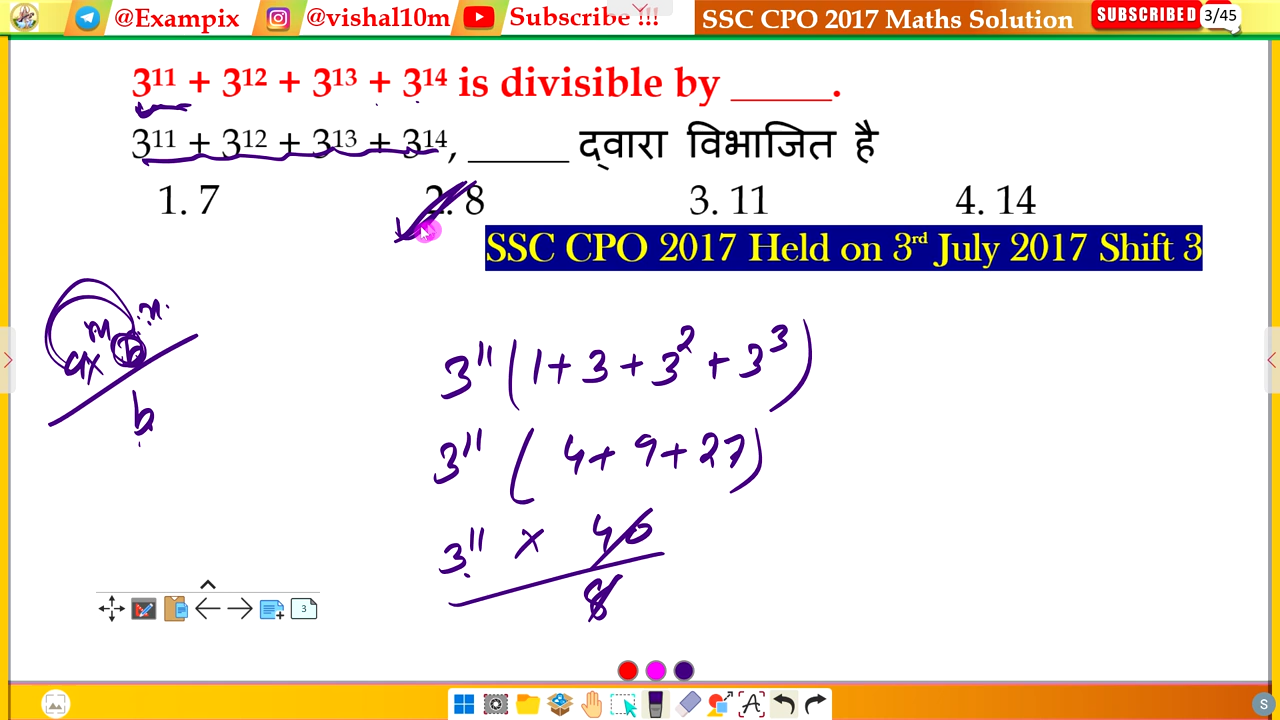 @Exampix @vishal10m Subscribe !!! SSC CPO 2017 Maths Solution SUBSCRIBED 3/45
3¹¹ + 3¹² + 3¹³ + 3¹⁴ is divisible by _____.
3¹¹ + 3¹² + 3¹³ + 3¹⁴, _____ द्वारा विभाजित है
1. 7 2. 8 3. 11 4. 14
SSC CPO 2017 Held on 3rd July 2017 Shift 3
3¹¹ (1 + 3 + 3² + 3³)
b
3¹¹ ( 4 + 9 + 27)
3¹¹ × 40
8
3
A
S